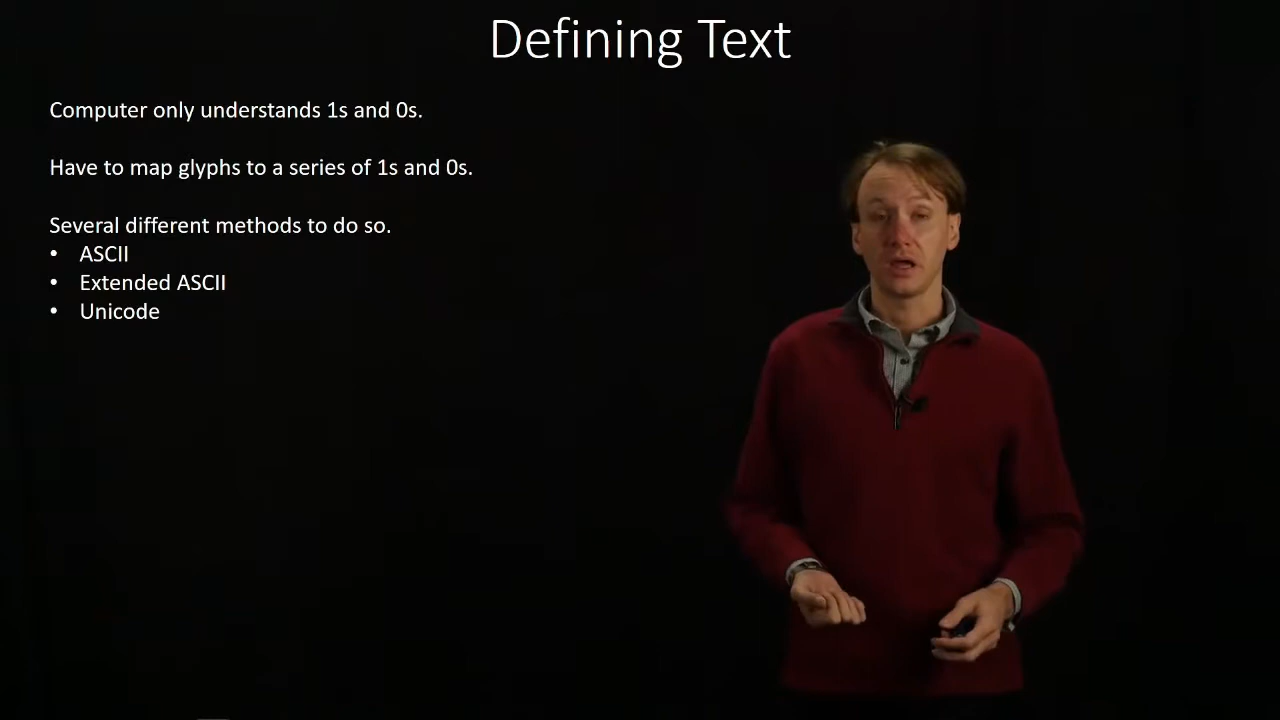 Defining Text
Computer only understands 1s and 0s.
Have to map glyphs to a series of 1s and 0s.
Several different methods to do so.
• ASCII
• Extended ASCII
• Unicode